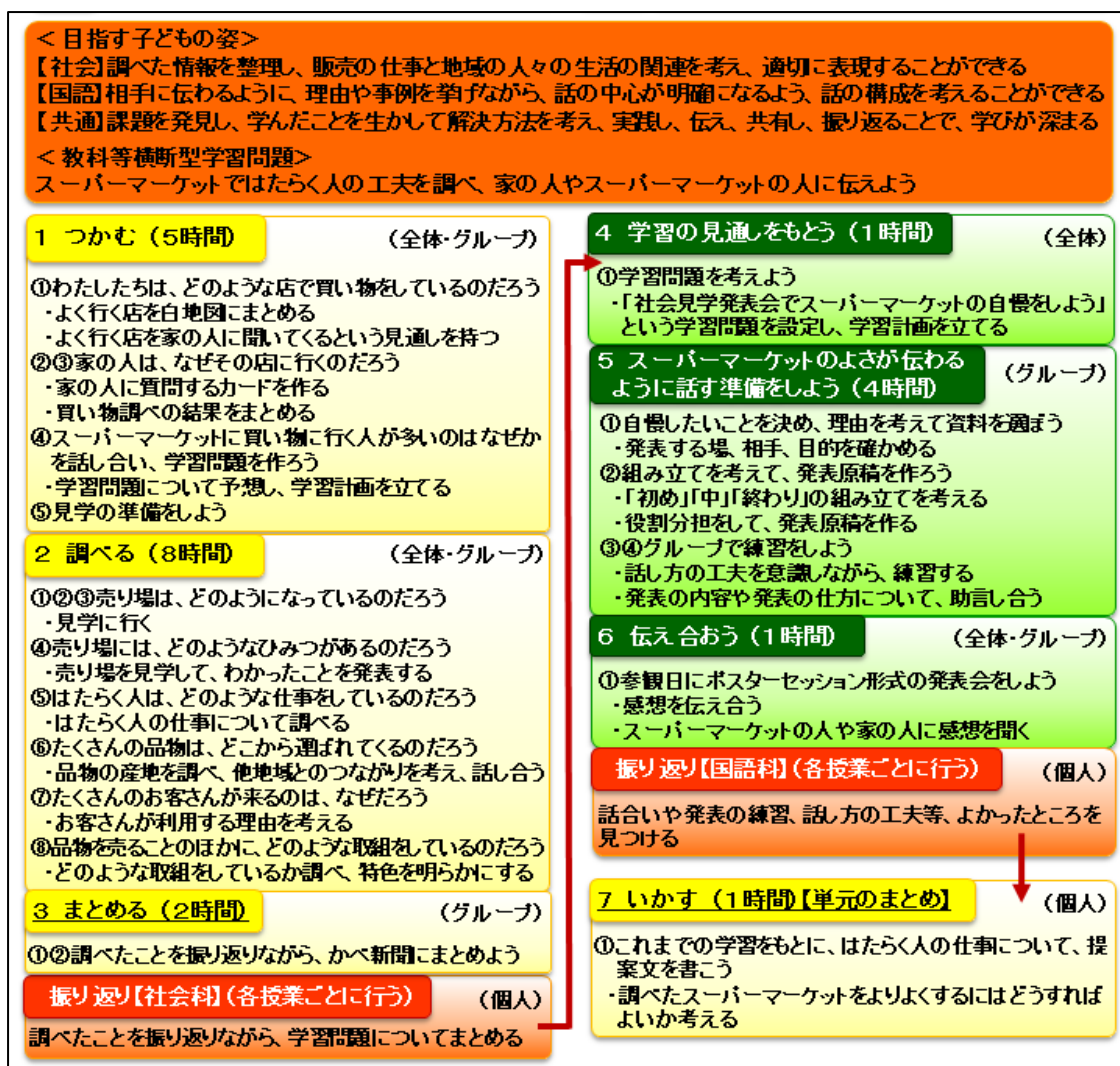 ＜目指す子どもの姿＞
【社会】調べた情報を整理し、販売の仕事と地域の人々の生活の関連を考え、適切に表現することができる
【国語】相手に伝わるように、理由や事例を挙げながら、話の中心が明確になるよう、話の構成を考えることができる
【共通】課題を発見し、学んだことを生かして解決方法を考え、実践し、伝え、共有し、振り返ることで、学びが深まる
＜教科等横断型学習問題＞
スーパーマーケットではたらく人の工夫を調べ、家の人やスーパーマーケットの人に伝えよう
1 つかむ（5時間） （全体・グループ）
①わたしたちは、どのような店で買い物をしているのだろう
・よく行く店を白地図にまとめる
・よく行く店を家の人に聞いてくるという見通しを持つ
②③家の人は、なぜその店に行くのだろう
・家の人に質問するカードを作る
・買い物調べの結果をまとめる
④スーパーマーケットに買い物に行く人が多いのはなぜか
を話し合い、学習問題を作ろう
・学習問題について予想し、学習計画を立てる
⑤見学の準備をしよう
2 調べる（8時間） （全体・グループ）
①②③売り場は、どのようになっているのだろう
・見学に行く
④売り場には、どのようなひみつがあるのだろう
・売り場を見学して、わかったことを発表する
⑤はたらく人は、どのような仕事をしているのだろう
・はたらく人の仕事について調べる
⑥たくさんの品物は、どこから運ばれてくるのだろう
・品物の産地を調べ、他地域とのつながりを考え、話し合う
⑦たくさんのお客さんが来るのは、なぜだろう
・お客さんが利用する理由を考える
⑧品物を売ることのほかに、どのような取組をしているのだろう
・どのような取組をしているか調べ、特色を明らかにする
3 まとめる（2時間） （グループ）
①②調べたことを振り返りながら、かべ新聞にまとめよう
振り返り【社会科】（各授業ごとに行う） （個人）
調べたことを振り返りながら、学習問題についてまとめる
4 学習の見通しをもとう（1時間） （全体）
①学習問題を考えよう
・「社会見学発表会でスーパーマーケットの自慢をしよう」
という学習問題を設定し、学習計画を立てる
5 スーパーマーケットのよさが伝わる
ように話す準備をしよう（4時間） （グループ）
①自慢したいことを決め、理由を考えて資料を選ぼう
・発表する場、相手、目的を確かめる
②組み立てを考えて、発表原稿を作ろう
・「初め」「中」「終わり」の組み立てを考える
・役割分担をして、発表原稿を作る
③④グループで練習をしよう
・話し方の工夫を意識しながら、練習する
・発表の内容や発表の仕方について、助言し合う
6 伝え合おう（1時間） （全体・グループ）
①参観日にポスターセッション形式の発表会をしよう
・感想を伝え合う
・スーパーマーケットの人や家の人に感想を聞く
振り返り【国語科】（各授業ごとに行う） （個人）
話合いや発表の練習、話し方の工夫等、よかったところを
見つける
7 いかす（1時間）【単元のまとめ】 （個人）
①これまでの学習をもとに、はたらく人の仕事について、提
案文を書こう
・調べたスーパーマーケットをよりよくするにはどうすれば
よいか考える